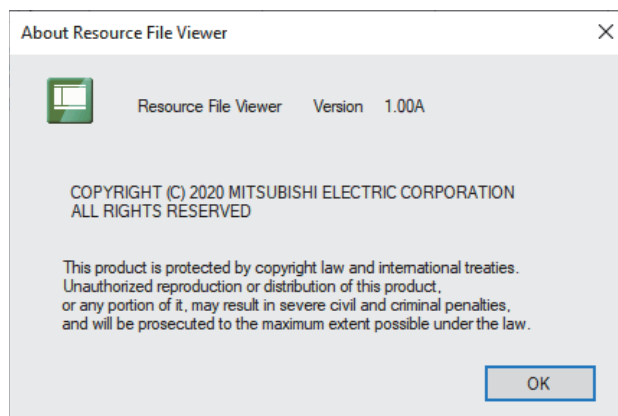 About Resource File Viewer
Resource File Viewer Version 1.00A
COPYRIGHT (C) 2020 MITSUBISHI ELECTRIC CORPORATION
ALL RIGHTS RESERVED
This product is protected by copyright law and international treaties.
Unauthorized reproduction or distribution of this product,
or any portion of it, may result in severe civil and criminal penalties,
and will be prosecuted to the maximum extent possible under the law.
OK